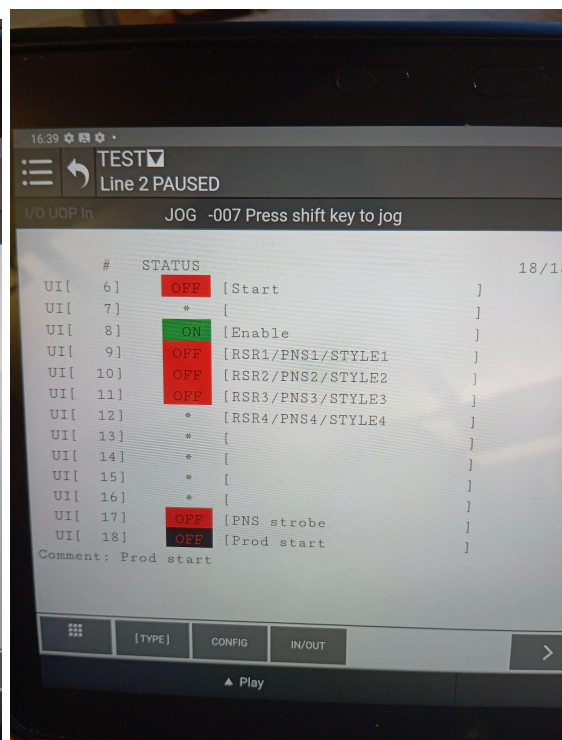 16:39
TEST
Line 2 PAUSED
I/O UOP In
JOG -007 Press shift key to jog
# STATUS 18/18
UI[ 6] OFF [Start ]
UI[ 7] * [ ]
UI[ 8] ON [Enable ]
UI[ 9] OFF [RSR1/PNS1/STYLE1 ]
UI[ 10] OFF [RSR2/PNS2/STYLE2 ]
UI[ 11] OFF [RSR3/PNS3/STYLE3 ]
UI[ 12] * [RSR4/PNS4/STYLE4 ]
UI[ 13] * [ ]
UI[ 14] * [ ]
UI[ 15] * [ ]
UI[ 16] * [ ]
UI[ 17] OFF [PNS strobe ]
UI[ 18] OFF [Prod start ]
Comment: Prod start
[TYPE] CONFIG IN/OUT >
▲ Play